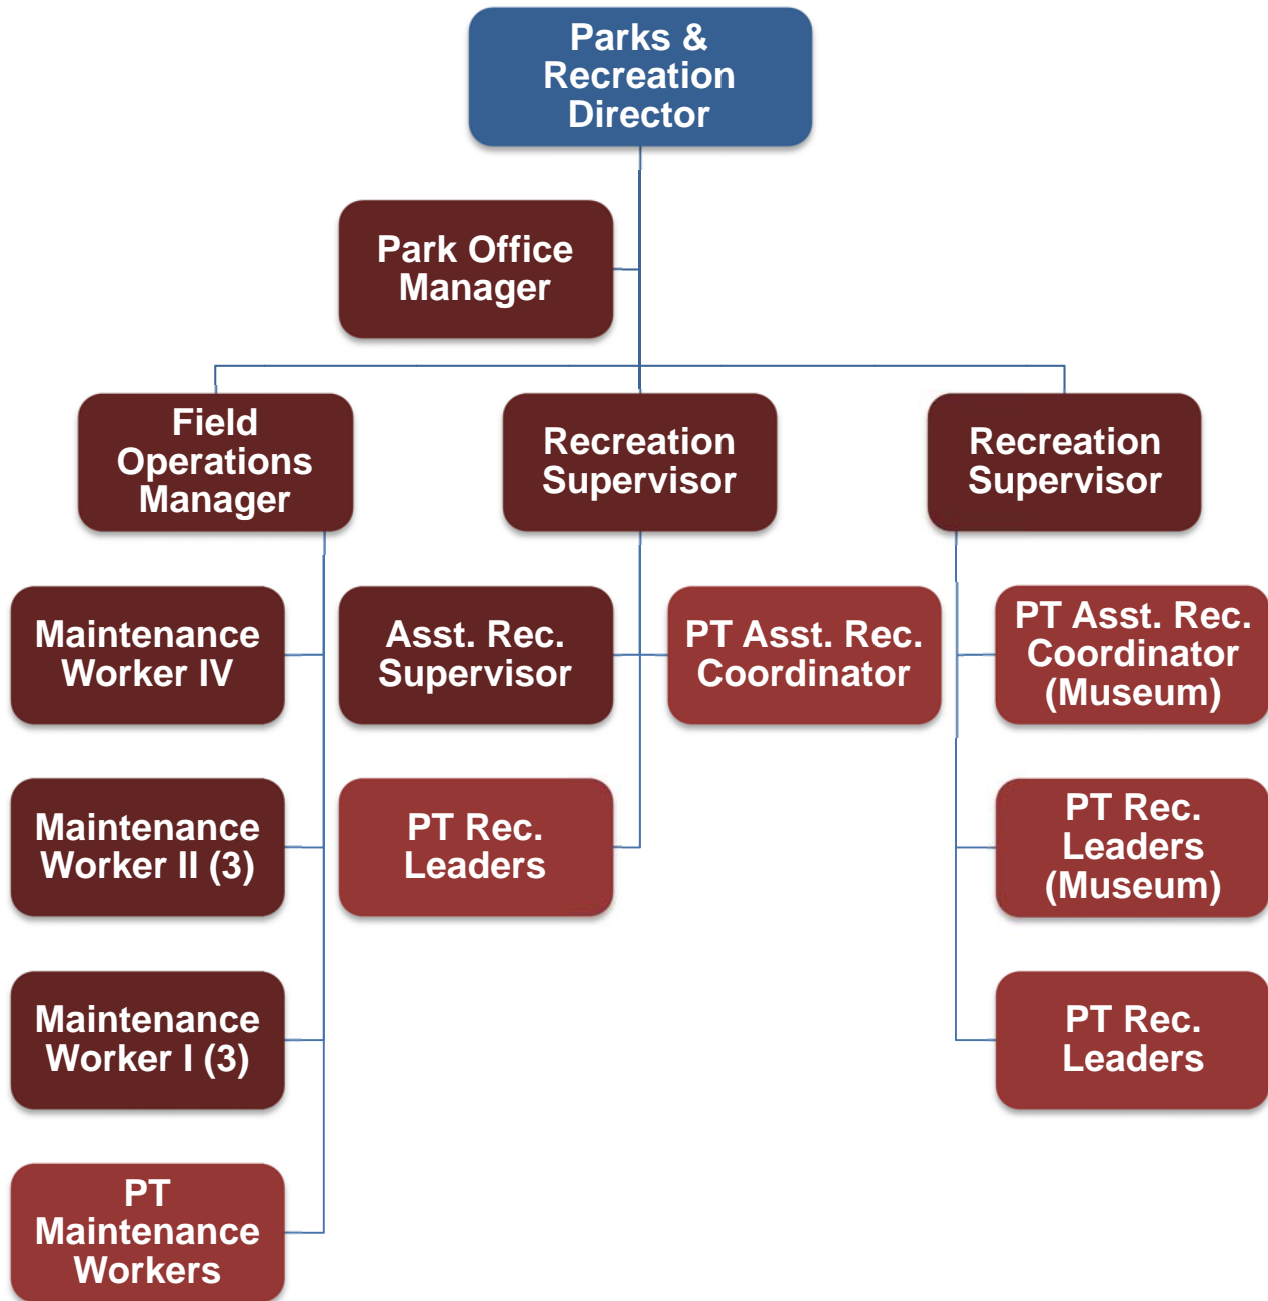 Parks &
Recreation
Director
Park Office
Manager
Field
Operations
Manager
Recreation
Supervisor
Recreation
Supervisor
Maintenance
Worker IV
Asst. Rec.
Supervisor
PT Asst. Rec.
Coordinator
PT Asst. Rec.
Coordinator
(Museum)
Maintenance
Worker II (3)
PT Rec.
Leaders
PT Rec.
Leaders
(Museum)
Maintenance
Worker I (3)
PT Rec.
Leaders
PT
Maintenance
Workers